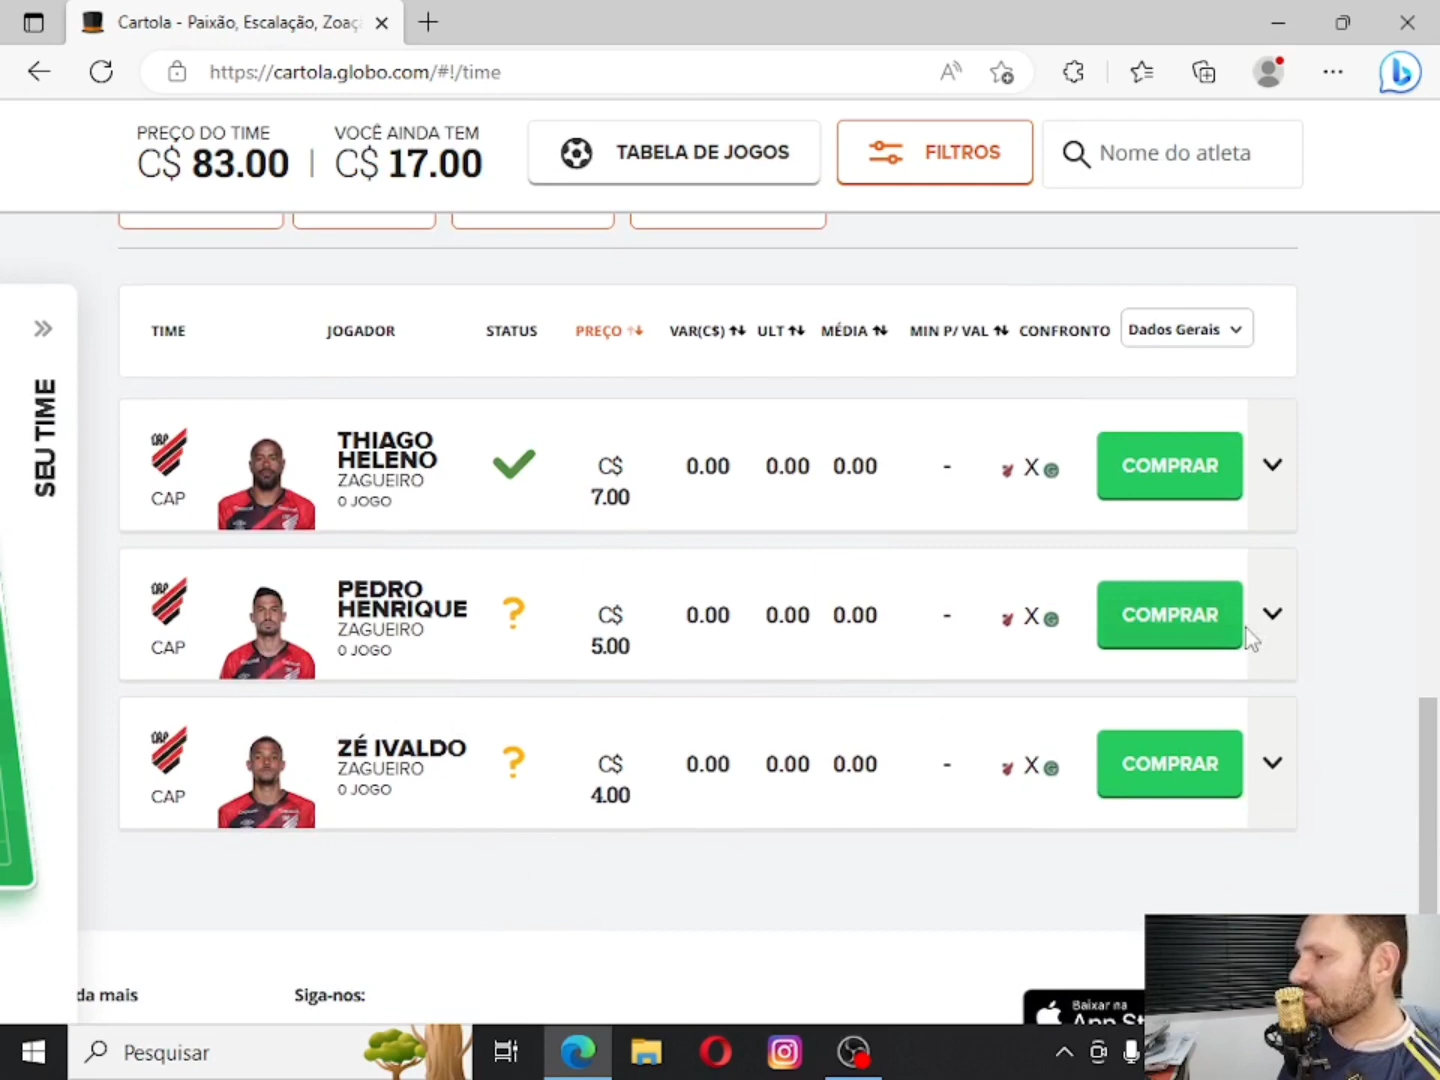 Cartola - Paixão, Escalação, Zoaç
https://cartola.globo.com/#!/time
PREÇO DO TIME
C$ 83.00
VOCÊ AINDA TEM
C$ 17.00
TABELA DE JOGOS
FILTROS
Nome do atleta
SEU TIME
TIME JOGADOR STATUS PREÇO VAR(C$) ULT MÉDIA MIN P/ VAL CONFRONTO Dados Gerais
CAP
THIAGO
HELENO
ZAGUEIRO
0 JOGO
C$
7.00
0.00 0.00 0.00 - X
COMPRAR
CAP
PEDRO
HENRIQUE
ZAGUEIRO
0 JOGO
?
C$
5.00
0.00 0.00 0.00 - X
COMPRAR
CAP
ZÉ IVALDO
ZAGUEIRO
0 JOGO
?
C$
4.00
0.00 0.00 0.00 - X
COMPRAR
da mais
Siga-nos:
Baixar na
App St
Pesquisar